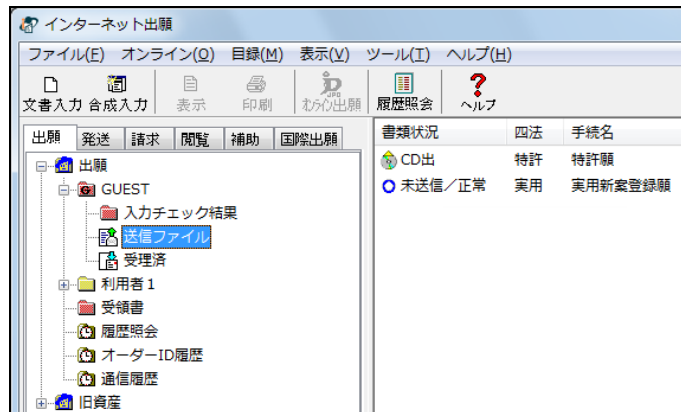 インターネット出願
ファイル(F) オンライン(O) 目録(M) 表示(V) ツール(T) ヘルプ(H)
文書入力 合成入力 表示 印刷 オンライン出願 履歴照会 ヘルプ
出願 発送 請求 閲覧 補助 国際出願
書類状況 四法 手続名
出願
CD出 特許 特許願
GUEST
未送信/正常 実用 実用新案登録願
入力チェック結果
送信ファイル
受理済
利用者1
受領書
履歴照会
オーダーID履歴
通信履歴
旧資産